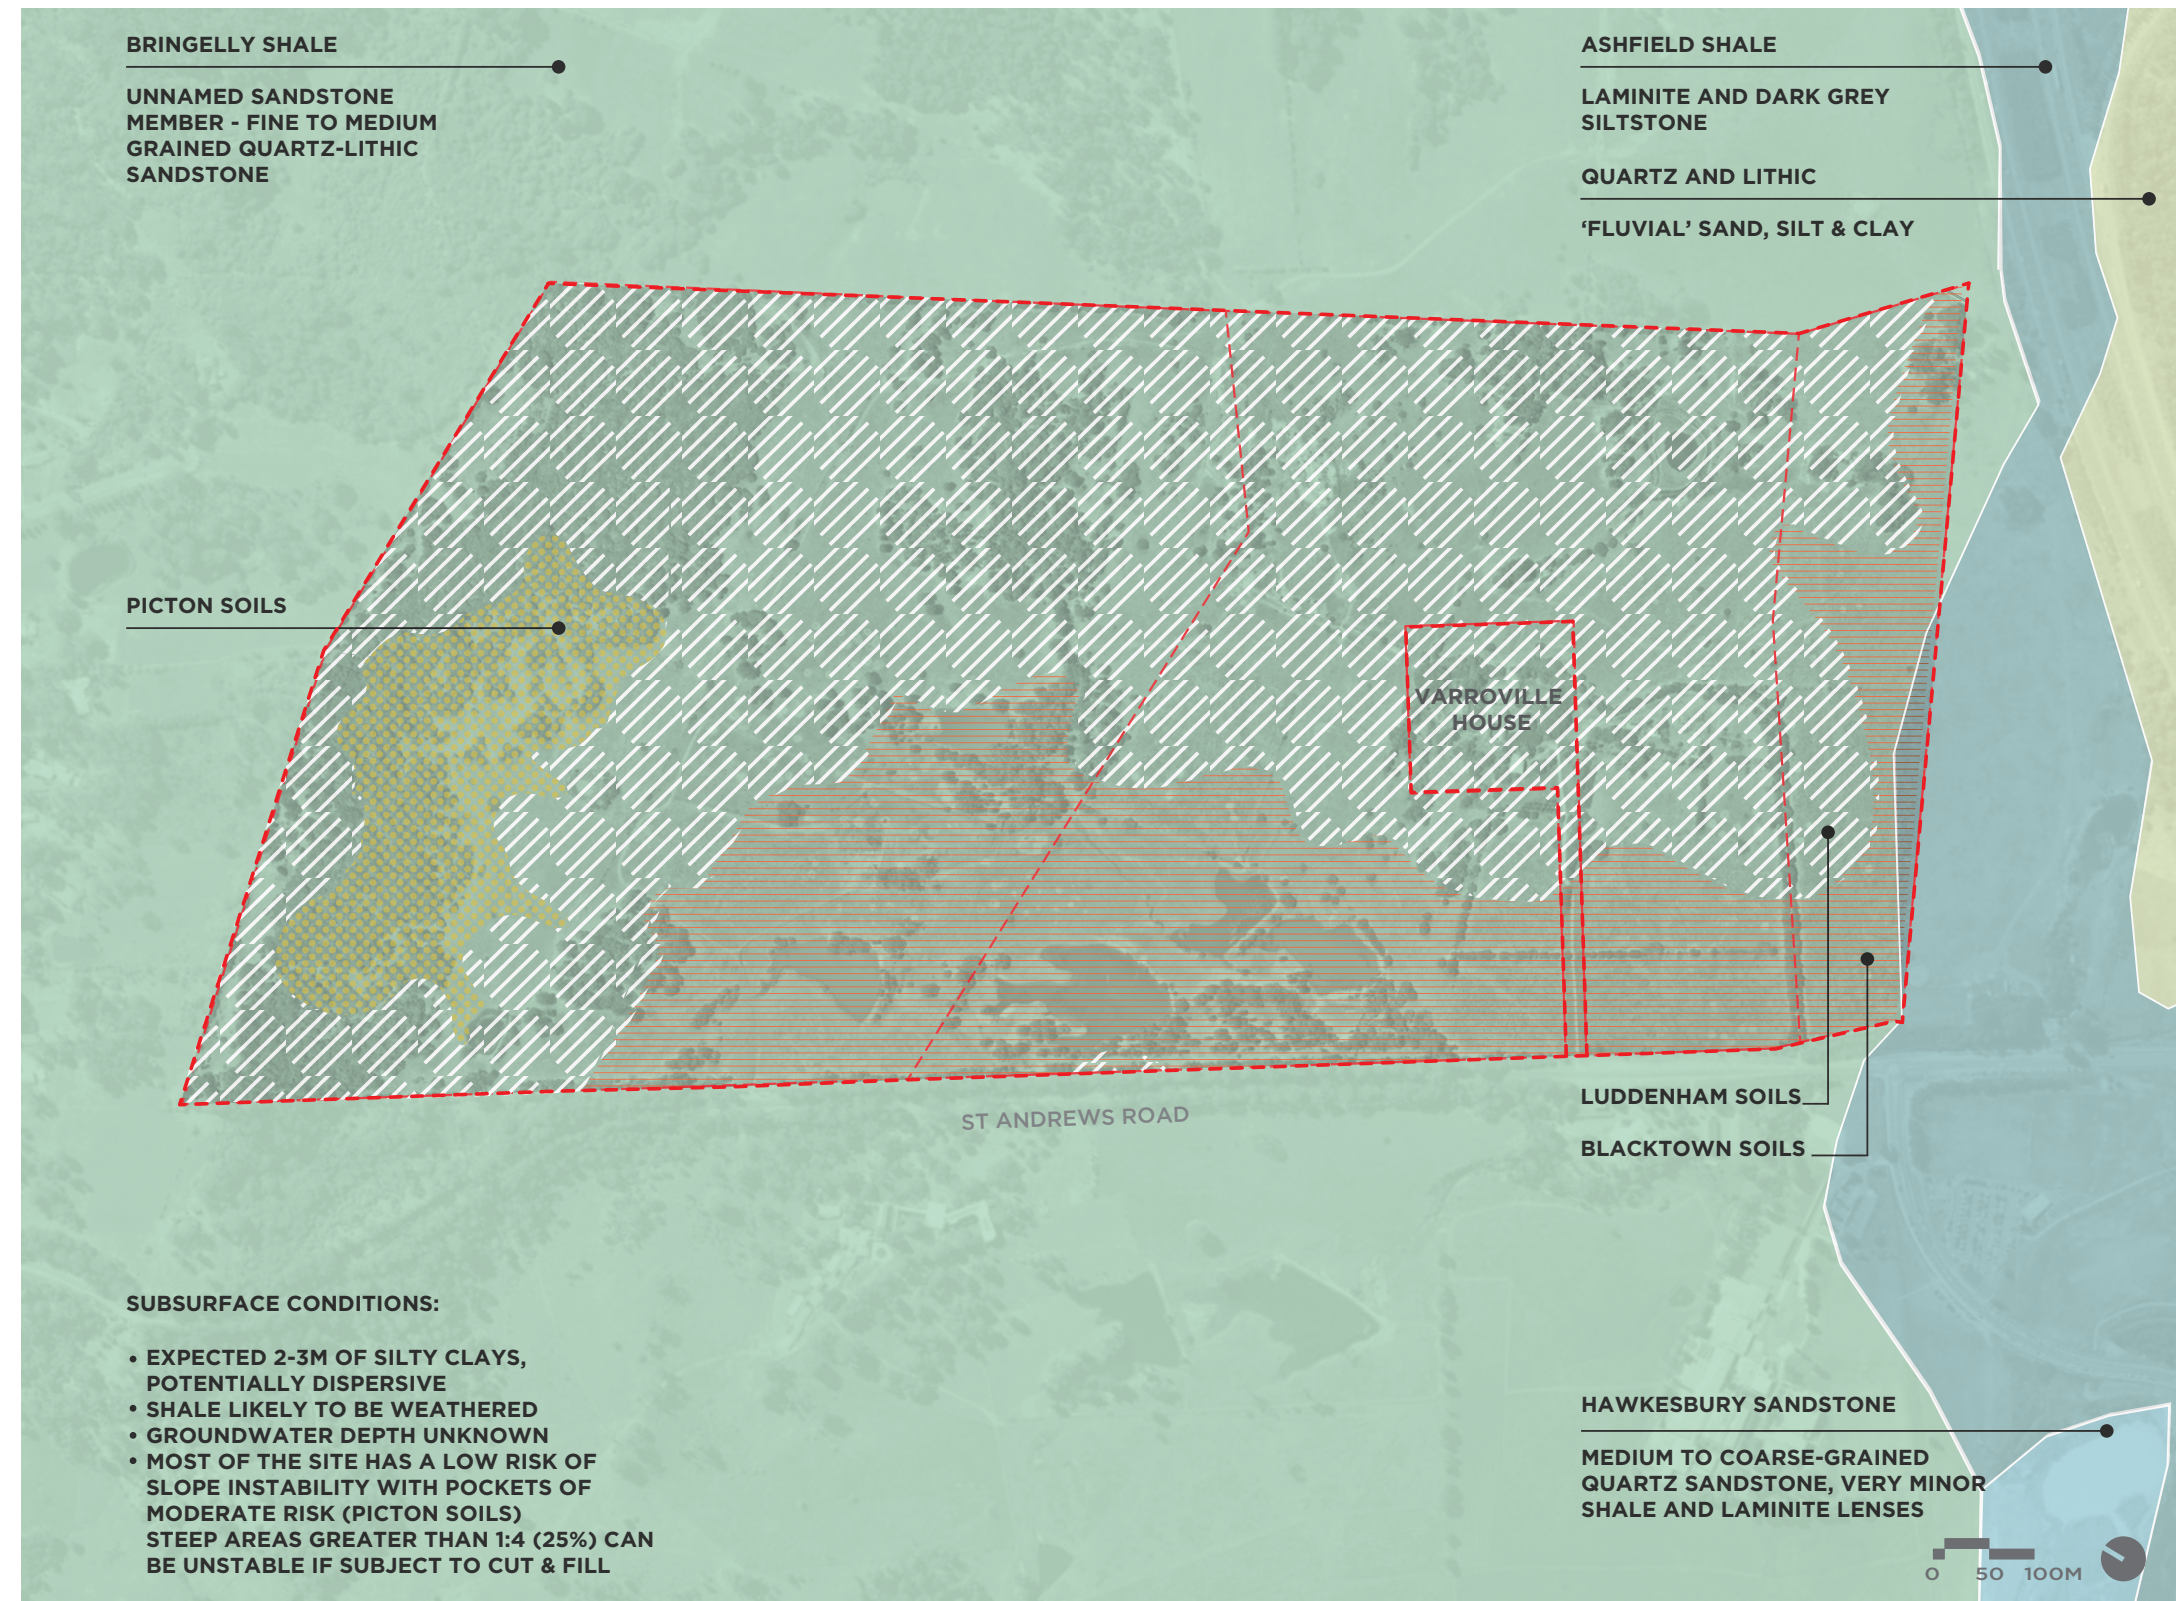 BRINGELLY SHALE
UNNAMED SANDSTONE
MEMBER - FINE TO MEDIUM
GRAINED QUARTZ-LITHIC
SANDSTONE
ASHFIELD SHALE
LAMINITE AND DARK GREY
SILTSTONE
QUARTZ AND LITHIC
‘FLUVIAL’ SAND, SILT & CLAY
PICTON SOILS
VARROVILLE
HOUSE
LUDDENHAM SOILS
BLACKTOWN SOILS
ST ANDREWS ROAD
SUBSURFACE CONDITIONS:
• EXPECTED 2-3M OF SILTY CLAYS,
POTENTIALLY DISPERSIVE
• SHALE LIKELY TO BE WEATHERED
• GROUNDWATER DEPTH UNKNOWN
• MOST OF THE SITE HAS A LOW RISK OF
SLOPE INSTABILITY WITH POCKETS OF
MODERATE RISK (PICTON SOILS)
STEEP AREAS GREATER THAN 1:4 (25%) CAN
BE UNSTABLE IF SUBJECT TO CUT & FILL
HAWKESBURY SANDSTONE
MEDIUM TO COARSE-GRAINED
QUARTZ SANDSTONE, VERY MINOR
SHALE AND LAMINITE LENSES
0 50 100M